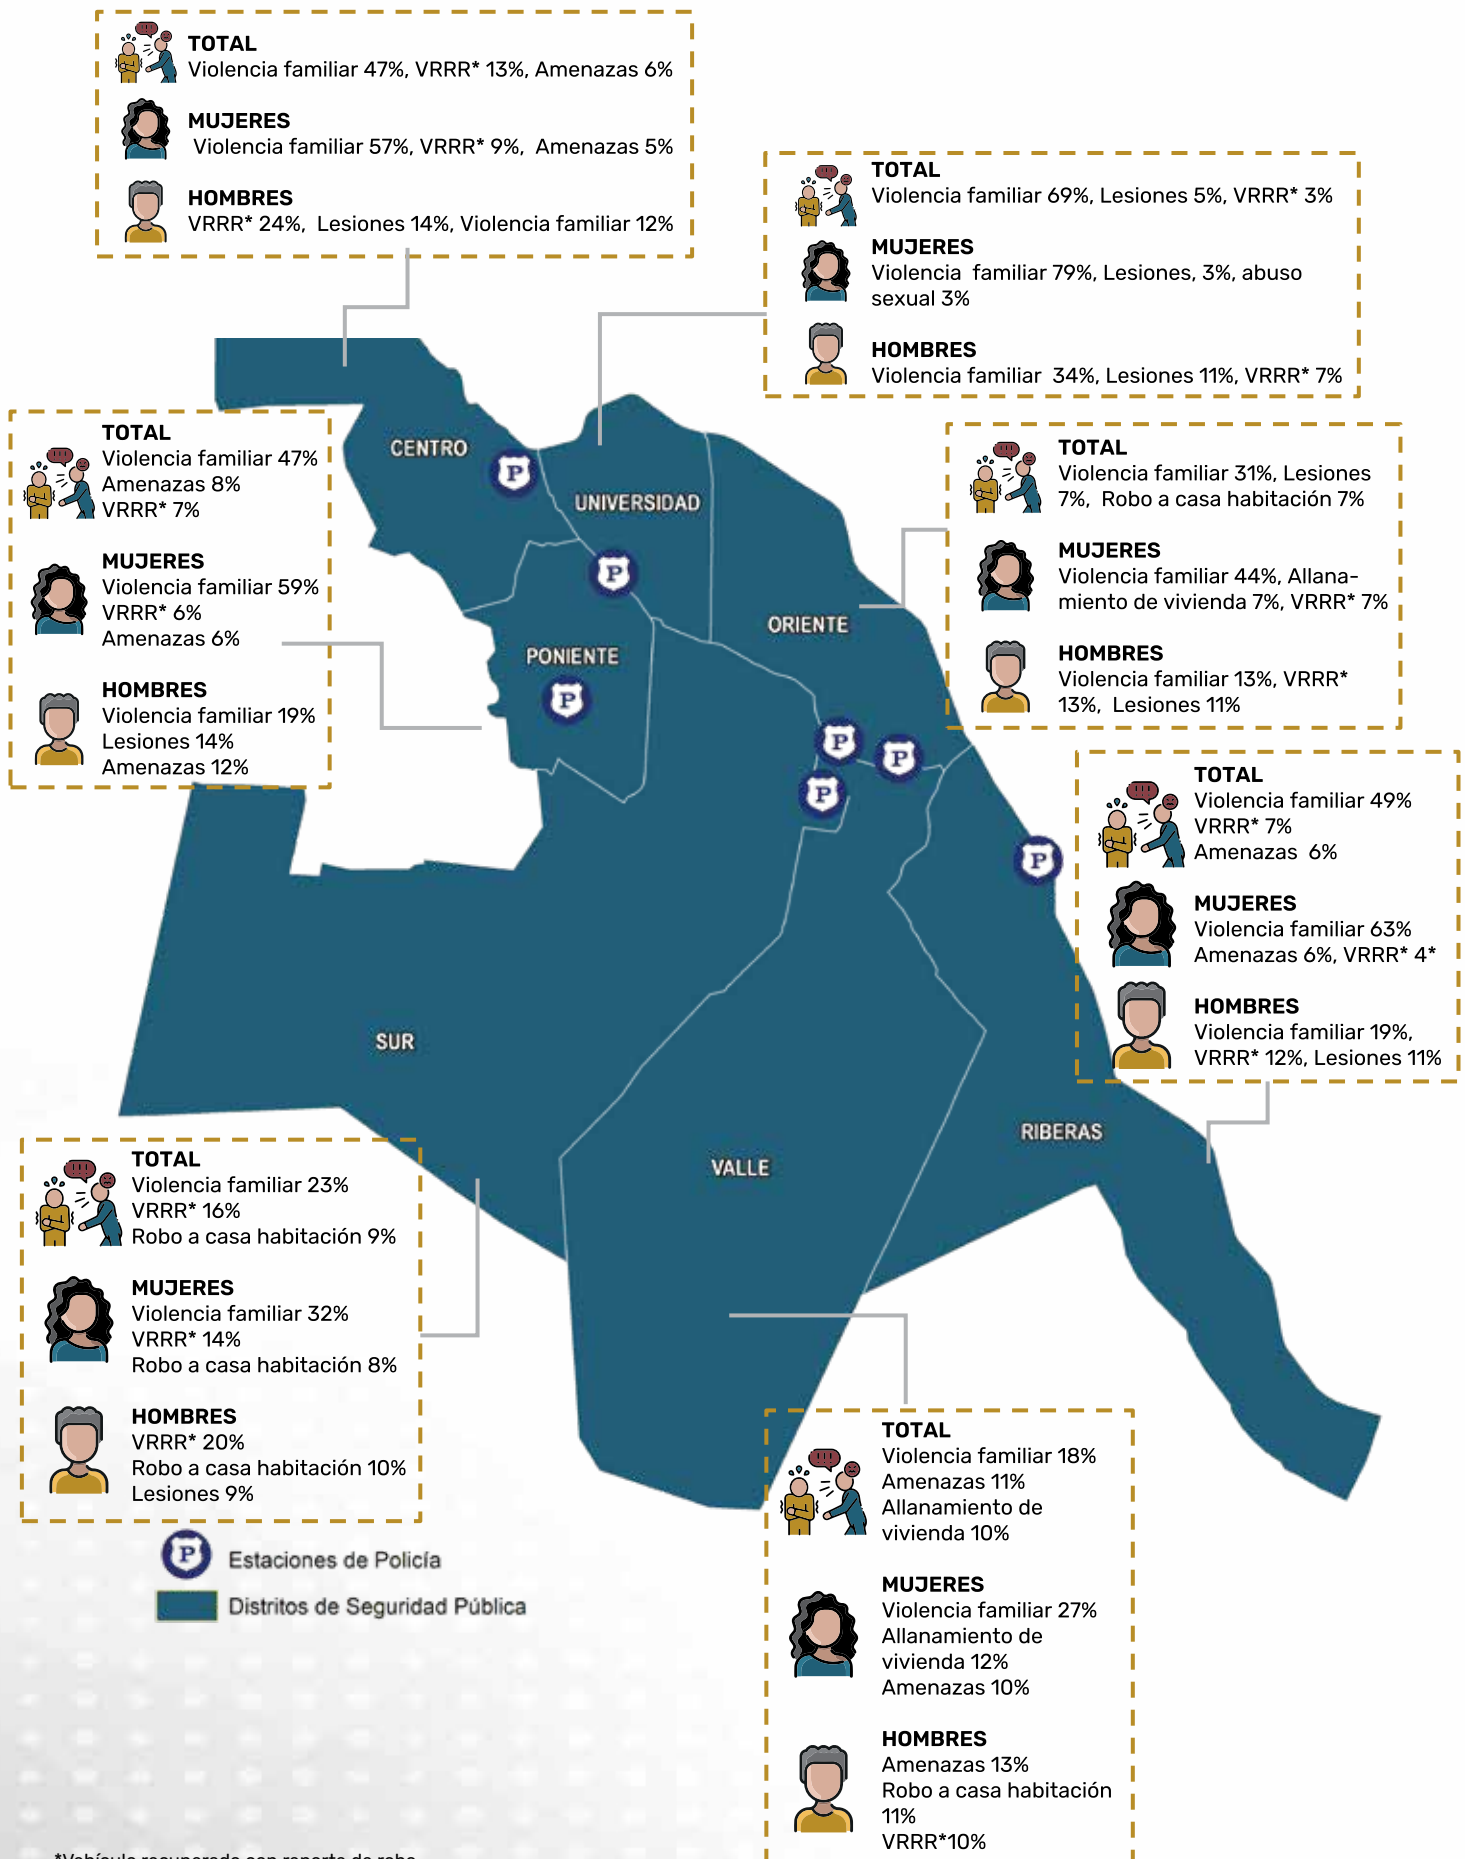 TOTAL
Violencia familiar 47%, VRRR* 13%, Amenazas 6%
MUJERES
Violencia familiar 57%, VRRR* 9%, Amenazas 5%
HOMBRES
VRRR* 24%, Lesiones 14%, Violencia familiar 12%
TOTAL
Violencia familiar 69%, Lesiones 5%, VRRR* 3%
MUJERES
Violencia familiar 79%, Lesiones, 3%, abuso
sexual 3%
HOMBRES
Violencia familiar 34%, Lesiones 11%, VRRR* 7%
TOTAL
Violencia familiar 47%
Amenazas 8%
VRRR* 7%
MUJERES
Violencia familiar 59%
VRRR* 6%
Amenazas 6%
HOMBRES
Violencia familiar 19%
Lesiones 14%
Amenazas 12%
CENTRO
P
UNIVERSIDAD
P
ORIENTE
PONIENTE
P
P
P
P
P
TOTAL
Violencia familiar 31%, Lesiones
7%, Robo a casa habitación 7%
MUJERES
Violencia familiar 44%, Allana-
miento de vivienda 7%, VRRR* 7%
HOMBRES
Violencia familiar 13%, VRRR*
13%, Lesiones 11%
TOTAL
Violencia familiar 49%
VRRR* 7%
Amenazas 6%
MUJERES
Violencia familiar 63%
Amenazas 6%, VRRR* 4*
HOMBRES
Violencia familiar 19%,
VRRR* 12%, Lesiones 11%
SUR
VALLE
RIBERAS
TOTAL
Violencia familiar 23%
VRRR* 16%
Robo a casa habitación 9%
MUJERES
Violencia familiar 32%
VRRR* 14%
Robo a casa habitación 8%
HOMBRES
VRRR* 20%
Robo a casa habitación 10%
Lesiones 9%
TOTAL
Violencia familiar 18%
Amenazas 11%
Allanamiento de
vivienda 10%
MUJERES
Violencia familiar 27%
Allanamiento de
vivienda 12%
Amenazas 10%
HOMBRES
Amenazas 13%
Robo a casa habitación
11%
VRRR*10%
P
Estaciones de Policía
Distritos de Seguridad Pública
*Vehículo recuperado con reporte de robo